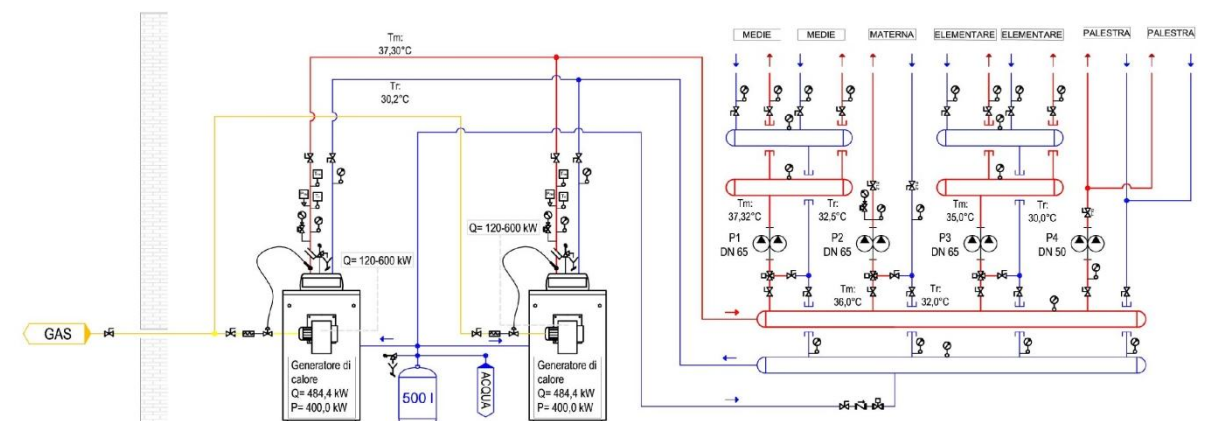 MEDIE
MEDIE
MATERNA
ELEMENTARE
ELEMENTARE
PALESTRA
PALESTRA
Tm:
37,30°C
Tr:
30,2°C
Tm:
37,32°C
Tr:
32,5°C
Tm:
35,0°C
Tr:
30,0°C
P1
DN 65
P2
DN 65
P3
DN 65
P4
DN 50
Q= 120-600 kW
Q= 120-600 kW
Tm:
36,0°C
Tr:
32,0°C
GAS
Generatore di
calore
Q= 484,4 kW
P= 400,0 kW
500 l
ACQUA
Generatore di
calore
Q= 484,4 kW
P= 400,0 kW